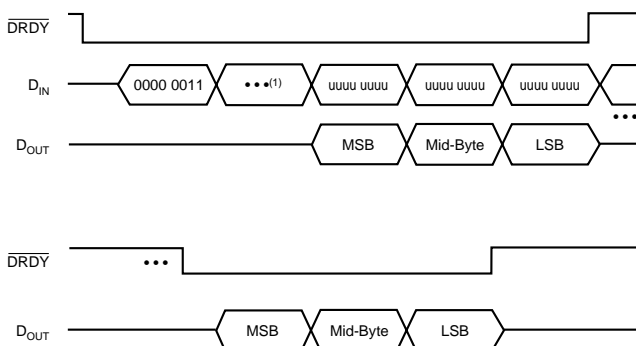 DRDY
DIN 0000 0011 •••(1) uuuu uuuu uuuu uuuu uuuu uuuu
•••
DOUT MSB Mid-Byte LSB
DRDY •••
DOUT MSB Mid-Byte LSB